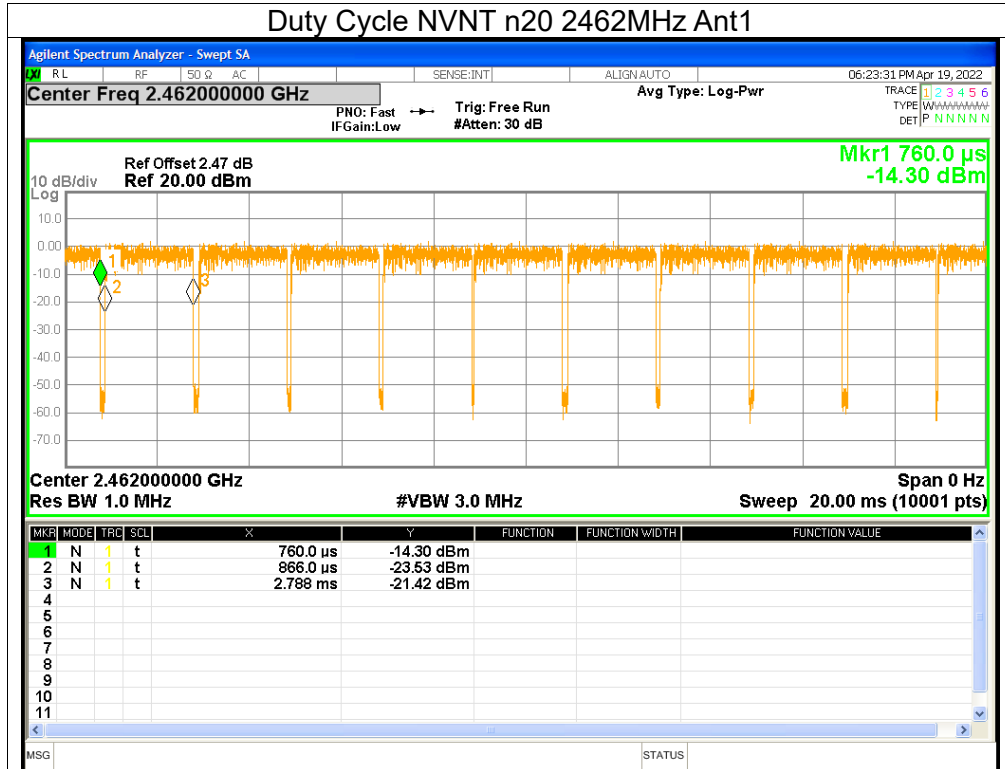 Duty Cycle NVNT n20 2462MHz Ant1
Agilent Spectrum Analyzer - Swept SA
LXI RL RF 50 Ω AC SENSE:INT ALIGNAUTO 06:23:31 PM Apr 19, 2022
Center Freq 2.462000000 GHz Avg Type: Log-Pwr TRACE 1 2 3 4 5 6
PNO: Fast Trig: Free Run TYPE WWWWWW
IFGain:Low #Atten: 30 dB DET P N N N N N
Mkr1 760.0 µs
-14.30 dBm
Ref Offset 2.47 dB
10 dB/div Ref 20.00 dBm
Log
10.0
0.00
-10.0
-20.0
-30.0
-40.0
-50.0
-60.0
-70.0
1
2
3
Center 2.462000000 GHz Span 0 Hz
Res BW 1.0 MHz #VBW 3.0 MHz Sweep 20.00 ms (10001 pts)
MKR MODE TRC SCL X Y FUNCTION FUNCTION WIDTH FUNCTION VALUE
1 N 1 t 760.0 µs -14.30 dBm
2 N 1 t 866.0 µs -23.53 dBm
3 N 1 t 2.788 ms -21.42 dBm
4
5
6
7
8
9
10
11
MSG STATUS